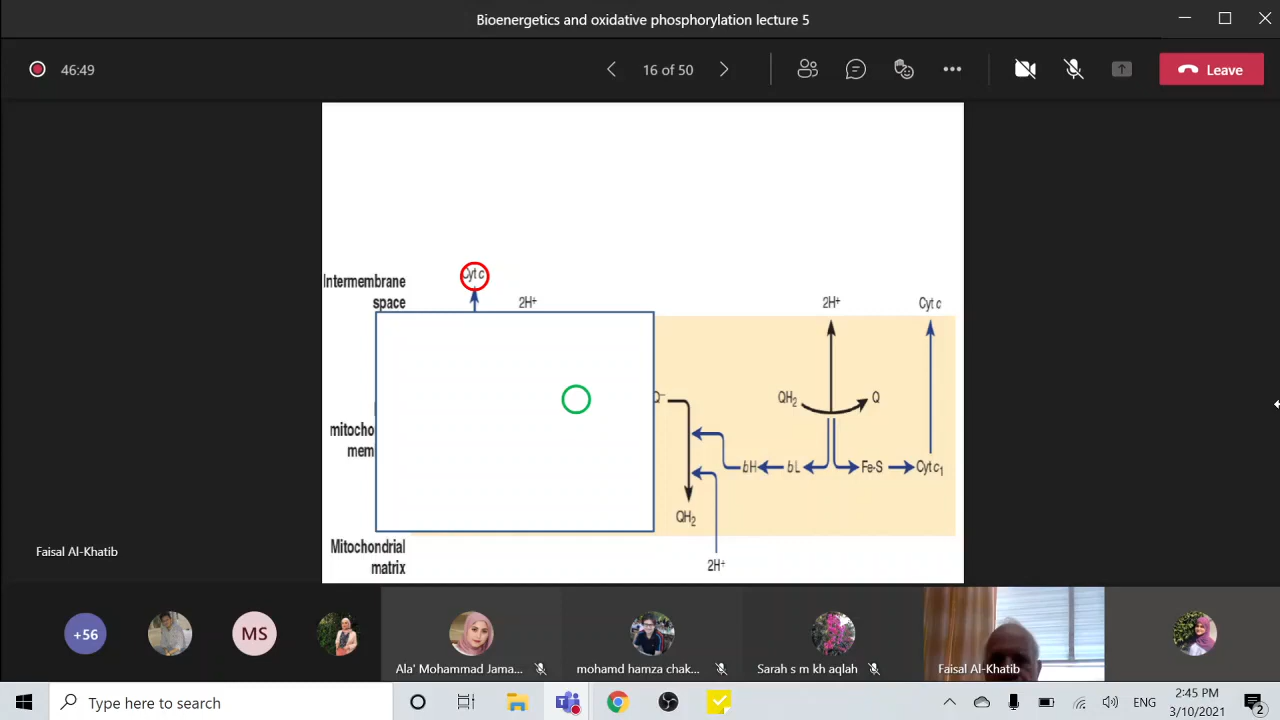 Bioenergetics and oxidative phosphorylation lecture 5
46:49
16 of 50
Leave
Cyt c
Intermembrane
space
2H+
2H+
Cyt c
Q–
QH2
Q
mitocho
mem
bH
bL
Fe-S
Cyt c1
QH2
Mitochondrial
matrix
2H+
Faisal Al-Khatib
+56
MS
Ala' Mohammad Jama...
mohamd hamza chak...
Sarah s m kh aqlah
Faisal Al-Khatib
Type here to search
2:45 PM
3/10/2021
2